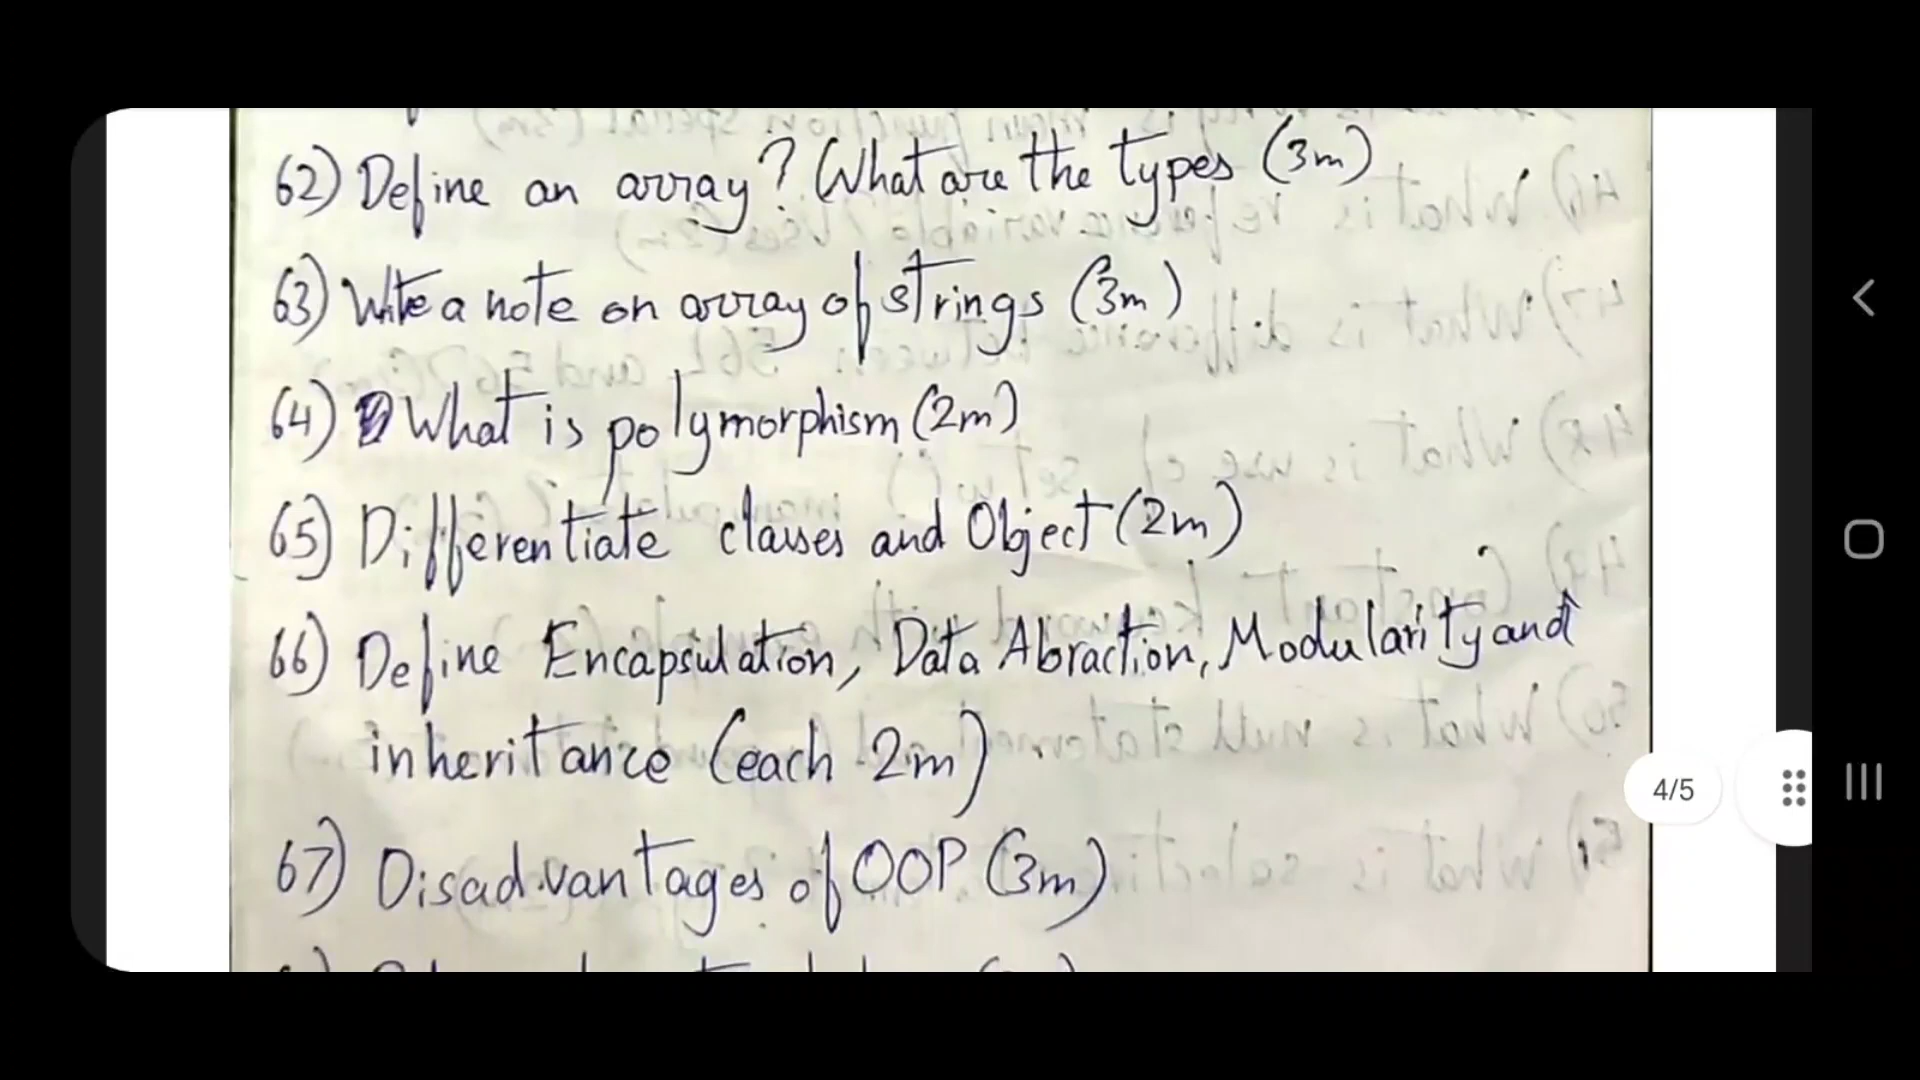 62) Define an array? What are the types (3m)
63) Write a note on array of strings (3m)
64) What is polymorphism (2m)
65) Differentiate classes and Object (2m)
66) Define Encapsulation, Data Abraction, Modularity and
inheritance (each 2m)
4/5
67) Disadvantages of OOP (3m)